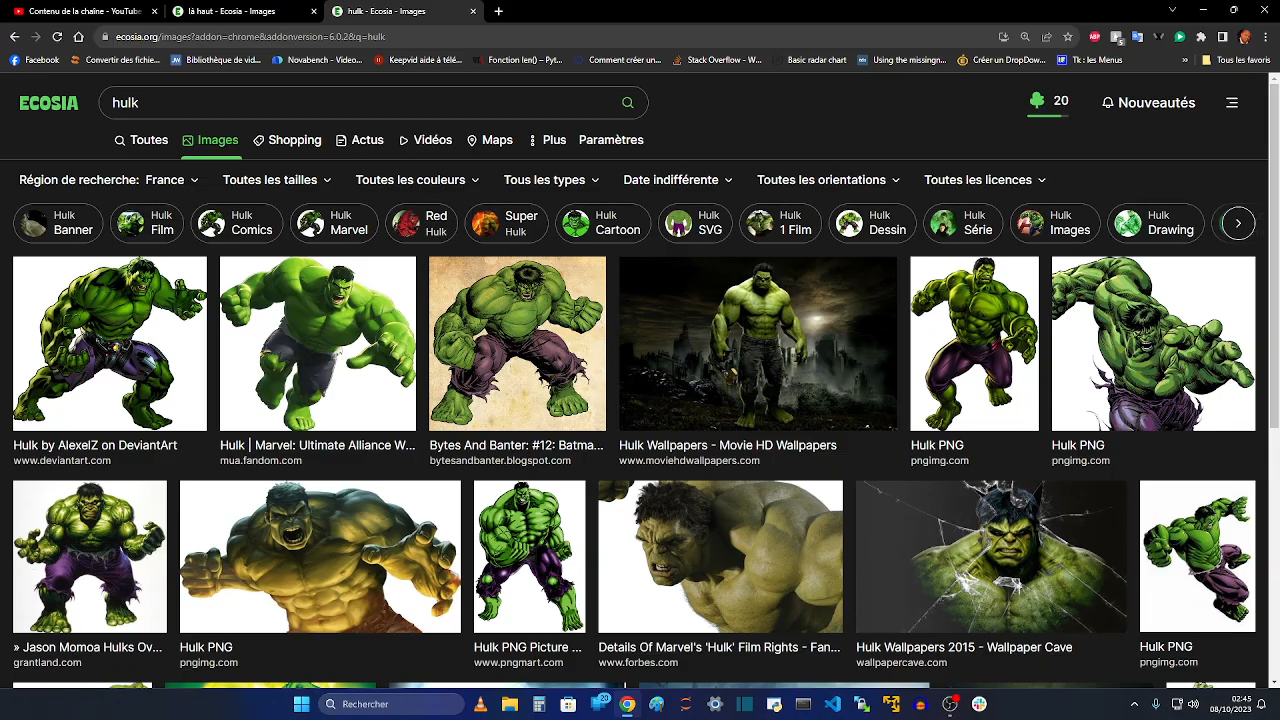 Contenu de la chaîne - YouTube
là haut - Ecosia - Images
hulk - Ecosia - Images
ecosia.org/images?addon=chrome&addonversion=6.0.2&q=hulk
Facebook
Convertir des fichie...
Bibliothèque de vid...
Novabench - Video...
Keepvid aide à télé...
Fonction len() – Pyt...
Comment créer un...
Stack Overflow - W...
Basic radar chart
Using the missingn...
Créer un DropDow...
Tk : les Menus
»
Tous les favoris
ECOSIA
hulk
20
Nouveautés
Toutes
Images
Shopping
Actus
Vidéos
Maps
Plus
Paramètres
Région de recherche: France
Toutes les tailles
Toutes les couleurs
Tous les types
Date indifférente
Toutes les orientations
Toutes les licences
Hulk
Banner
Hulk
Film
Hulk
Comics
Hulk
Marvel
Red
Hulk
Super
Hulk
Hulk
Cartoon
Hulk
SVG
Hulk
1 Film
Hulk
Dessin
Hulk
Série
Hulk
Images
Hulk
Drawing
Hulk by AlexelZ on DeviantArt
www.deviantart.com
Hulk | Marvel: Ultimate Alliance W...
mua.fandom.com
Bytes And Banter: #12: Batma...
bytesandbanter.blogspot.com
Hulk Wallpapers - Movie HD Wallpapers
www.moviehdwallpapers.com
Hulk PNG
pngimg.com
Hulk PNG
pngimg.com
» Jason Momoa Hulks Ov...
grantland.com
Hulk PNG
pngimg.com
Hulk PNG Picture ...
www.pngmart.com
Details Of Marvel's 'Hulk' Film Rights - Fan...
www.forbes.com
Hulk Wallpapers 2015 - Wallpaper Cave
wallpapercave.com
Hulk PNG
pngimg.com
Rechercher
20
02:45
08/10/2023